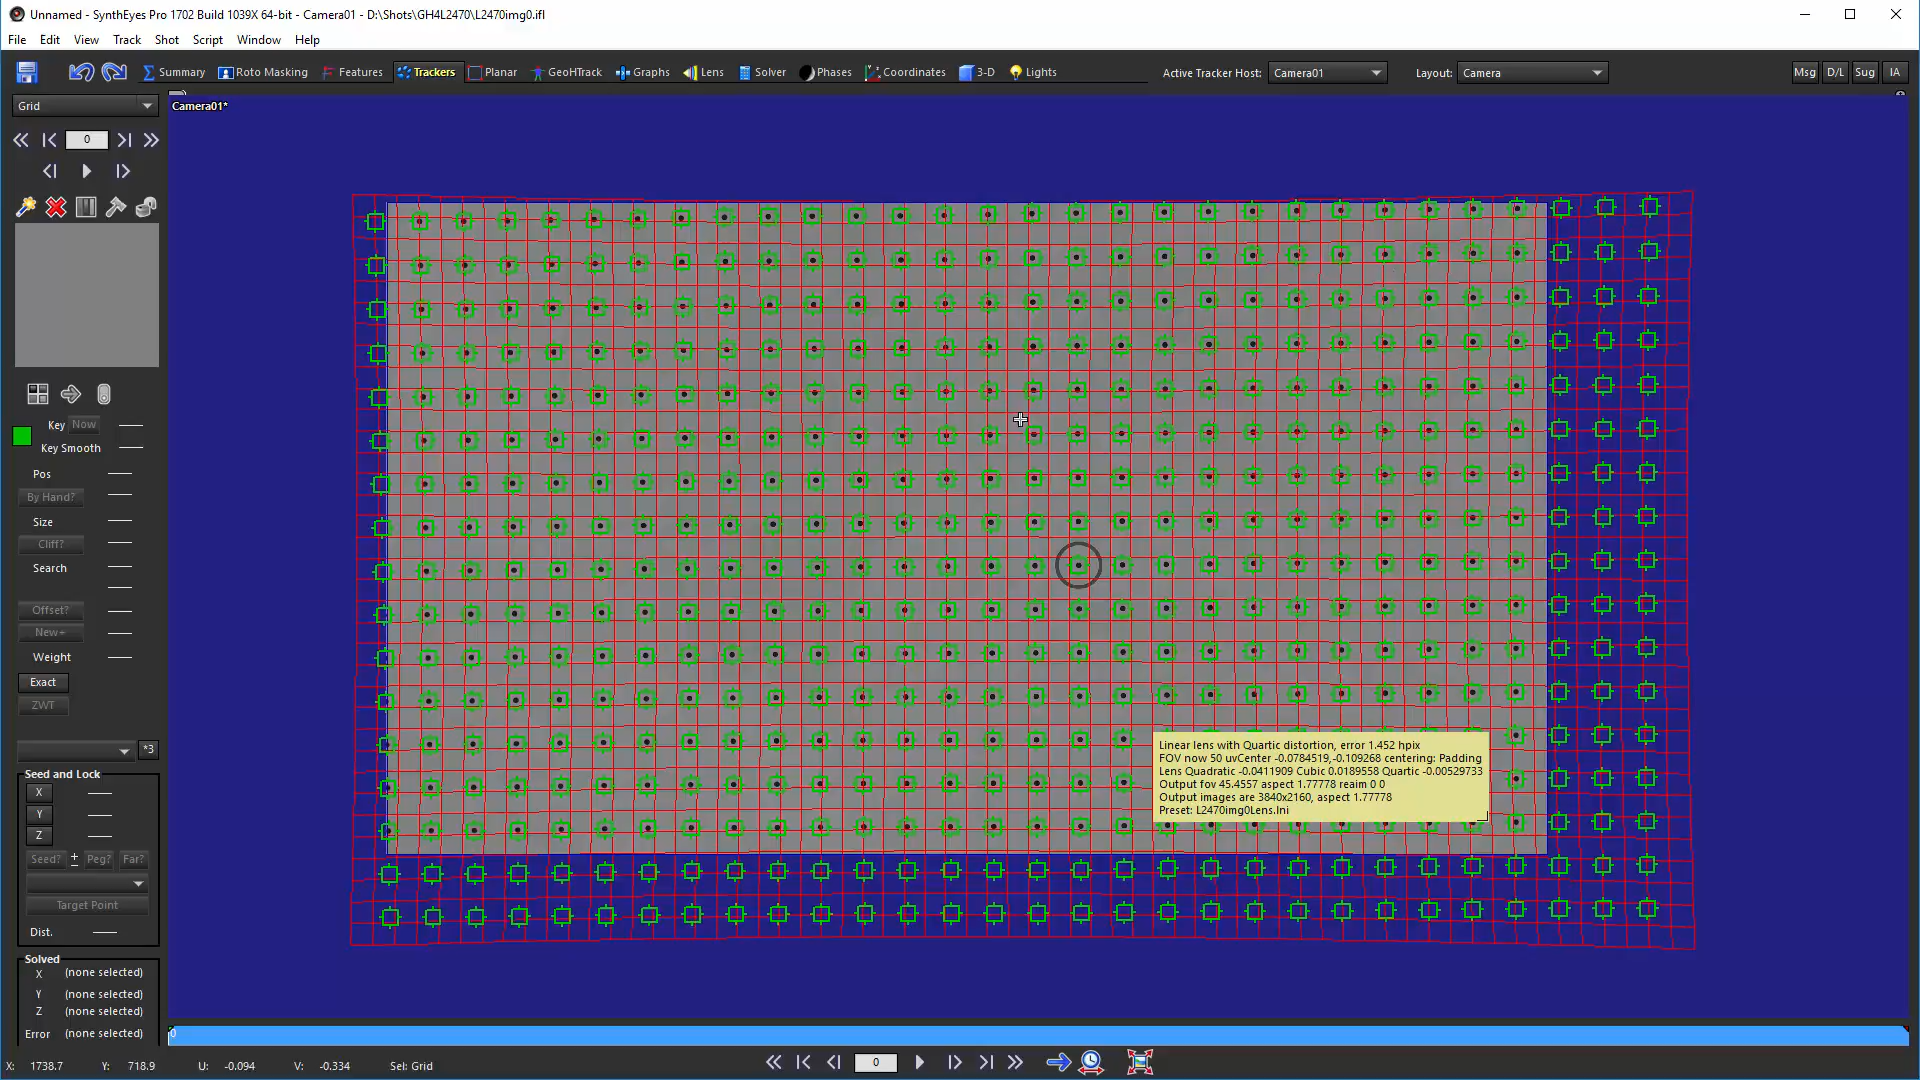 Unnamed - SynthEyes Pro 1702 Build 1039X 64-bit - Camera01 - D:\Shots\GH4L2470\L2470img0.ifl
File Edit View Track Shot Script Window Help
Summary Roto Masking Features Trackers Planar GeoHTrack Graphs Lens Solver Phases Coordinates 3-D Lights Active Tracker Host: Camera01 Layout: Camera Msg D/L Sug IA
Grid
Camera01*
0
Key Now
Key Smooth
Pos
By Hand?
Size
Cliff?
Search
Offset?
New+
Weight
Exact
ZWT
*3
Seed and Lock
X
Y
Z
Seed? ± Peg? Far?
Target Point
Dist.
Solved
X (none selected)
Y (none selected)
Z (none selected)
Error (none selected)
Linear lens with Quartic distortion, error 1.452 hpix
FOV now 50 uvCenter -0.0784519,-0.109268 centering: Padding
Lens Quadratic -0.0411909 Cubic 0.0189558 Quartic -0.00529733
Output fov 45.4557 aspect 1.77778 reaim 0 0
Output images are 3840x2160, aspect 1.77778
Preset: L2470img0Lens.Ini
0
X: 1738.7 Y: 718.9 U: -0.094 V: -0.334 Sel: Grid
0